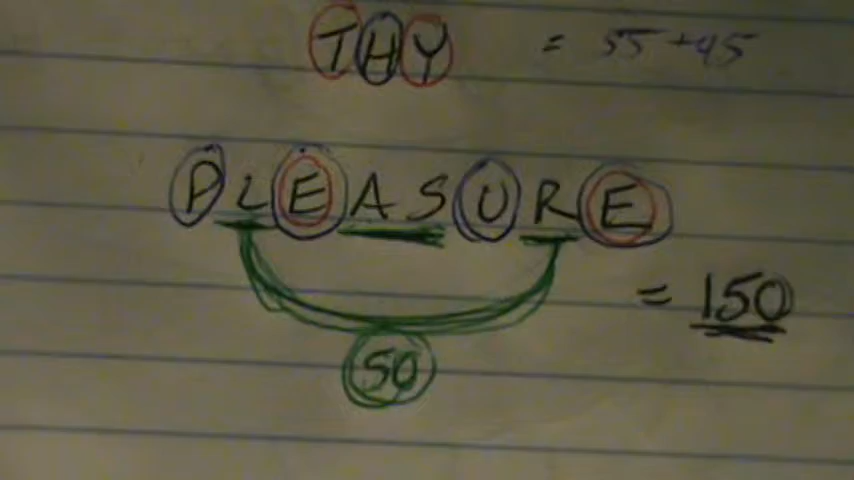 THY = 55+45
PLEASURE
= 150
50